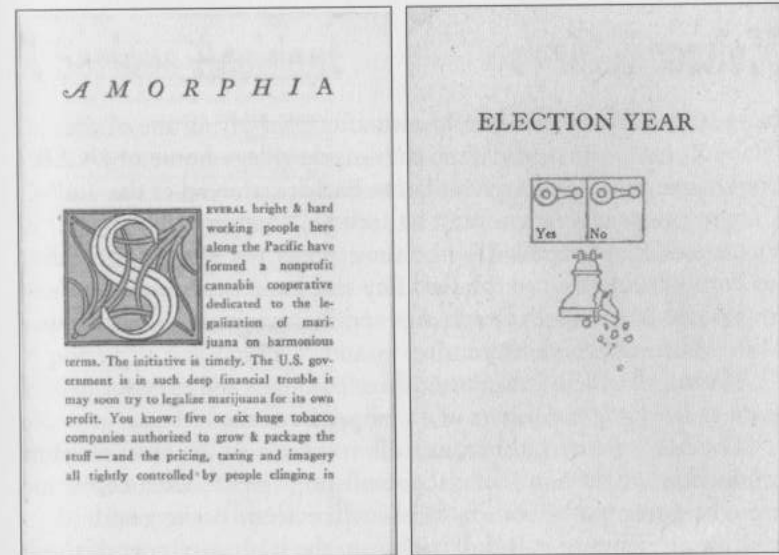 AMORPHIA
SEVERAL bright & hard
working people here
along the Pacific have
formed a nonprofit
cannabis cooperative
dedicated to the le-
galization of mari-
juana on harmonious
terms. The initiative is timely. The U.S. gov-
ernment is in such deep financial trouble it
may soon try to legalize marijuana for its own
profit. You know: five or six huge tobacco
companies authorized to grow & package the
stuff — and the pricing, taxing and imagery
all tightly controlled by people clinging in
ELECTION YEAR
Yes No